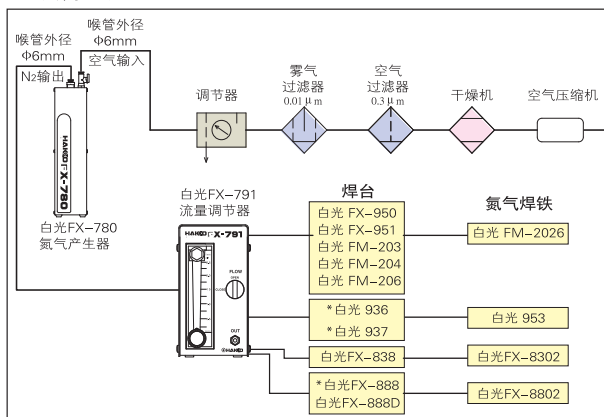 喉管外径
Φ6mm
N2输出
喉管外径
Φ6mm
空气输入
调节器
雾气
过滤器
0.01μm
空气
过滤器
0.3μm
干燥机
空气压缩机
HAKKO FX-780
白光FX-780
氮气产生器
白光FX-791
流量调节器
HAKKO FX-791
FLOW
OPEN
CLOSE
OUT
HAKKO
焊台
氮气焊铁
白光 FX-950
白光 FX-951
白光 FM-203
白光 FM-204
白光 FM-206
白光 FM-2026
*白光 936
*白光 937
白光 953
白光FX-838
白光FX-8302
*白光FX-888
白光FX-888D
白光FX-8802